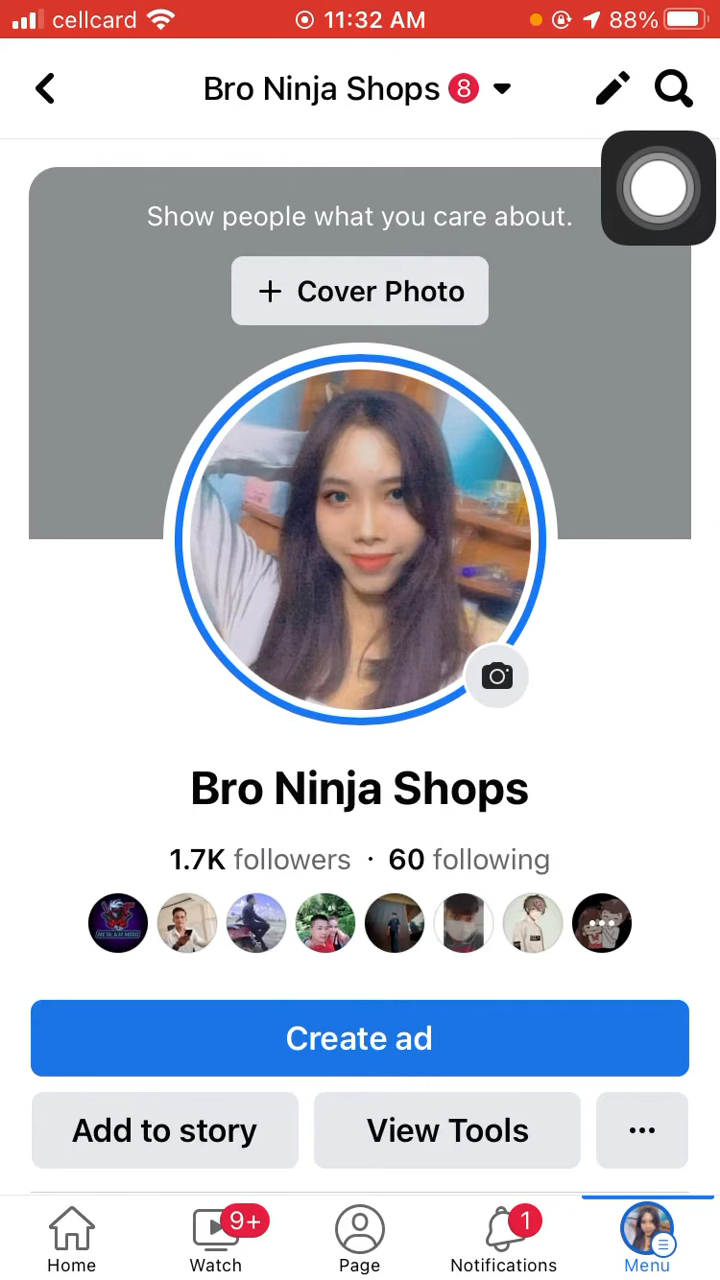 cellcard 11:32 AM 88%
Bro Ninja Shops 8
Show people what you care about.
+ Cover Photo
Bro Ninja Shops
1.7K followers · 60 following
Create ad
Add to story View Tools ...
9+ 1
Home Watch Page Notifications Menu